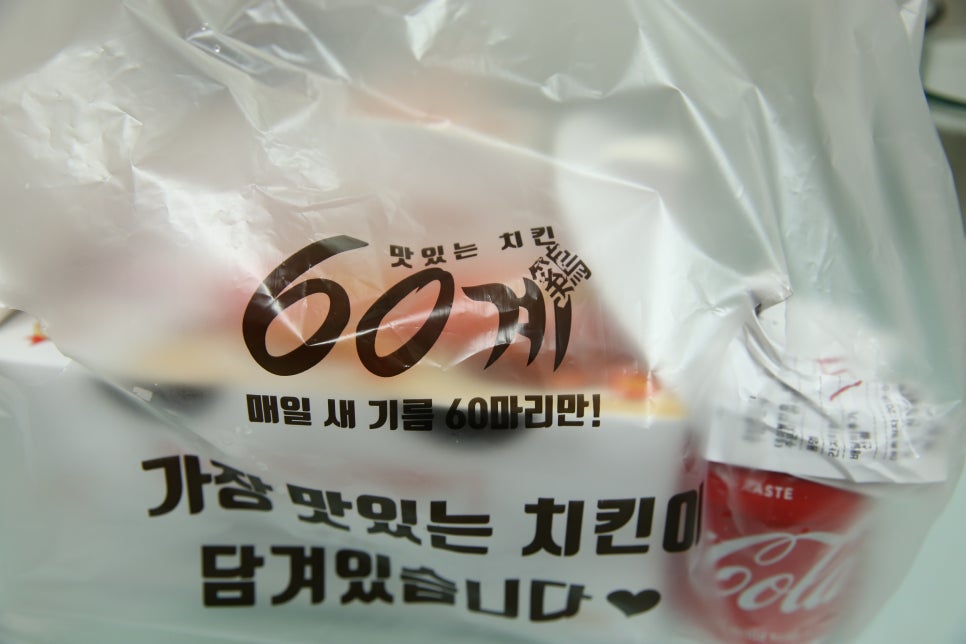 맛있는 치킨
60계
매일 새 기름 60마리만!
가장 맛있는 치킨이
담겨있습니다 ♥
TASTE
Cola